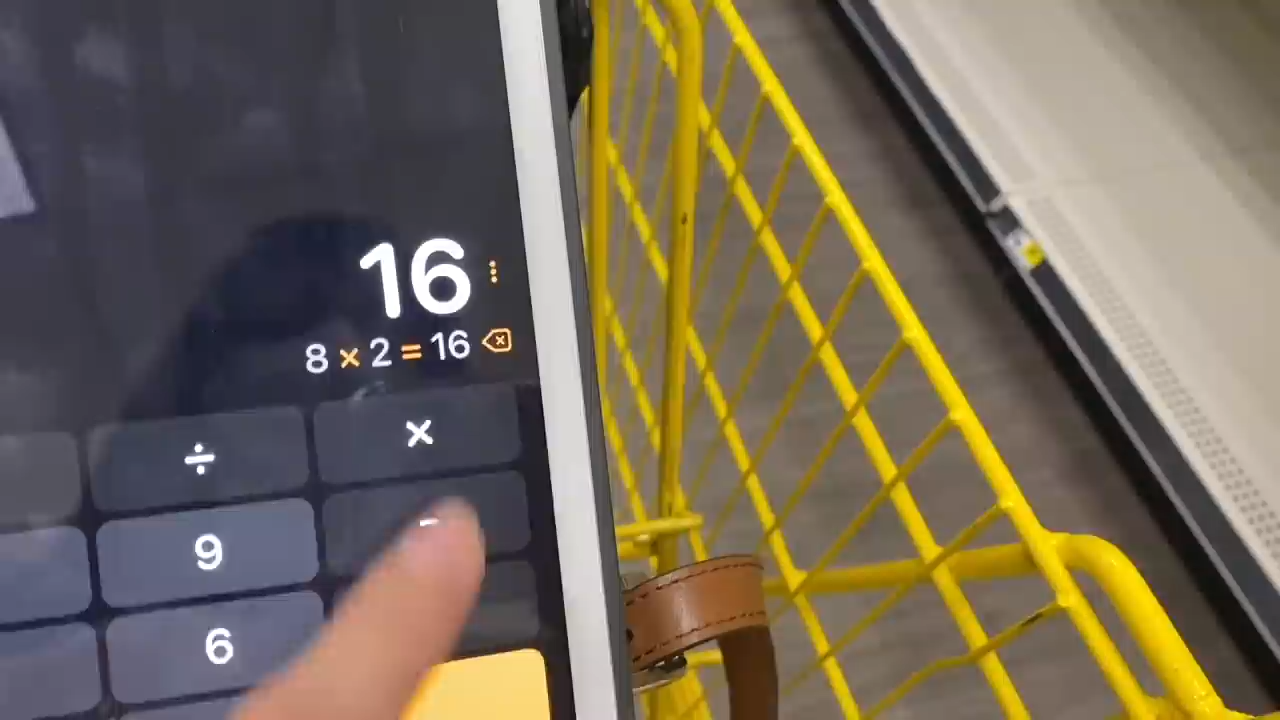 16
8 × 2 = 16
÷ ×
9
6